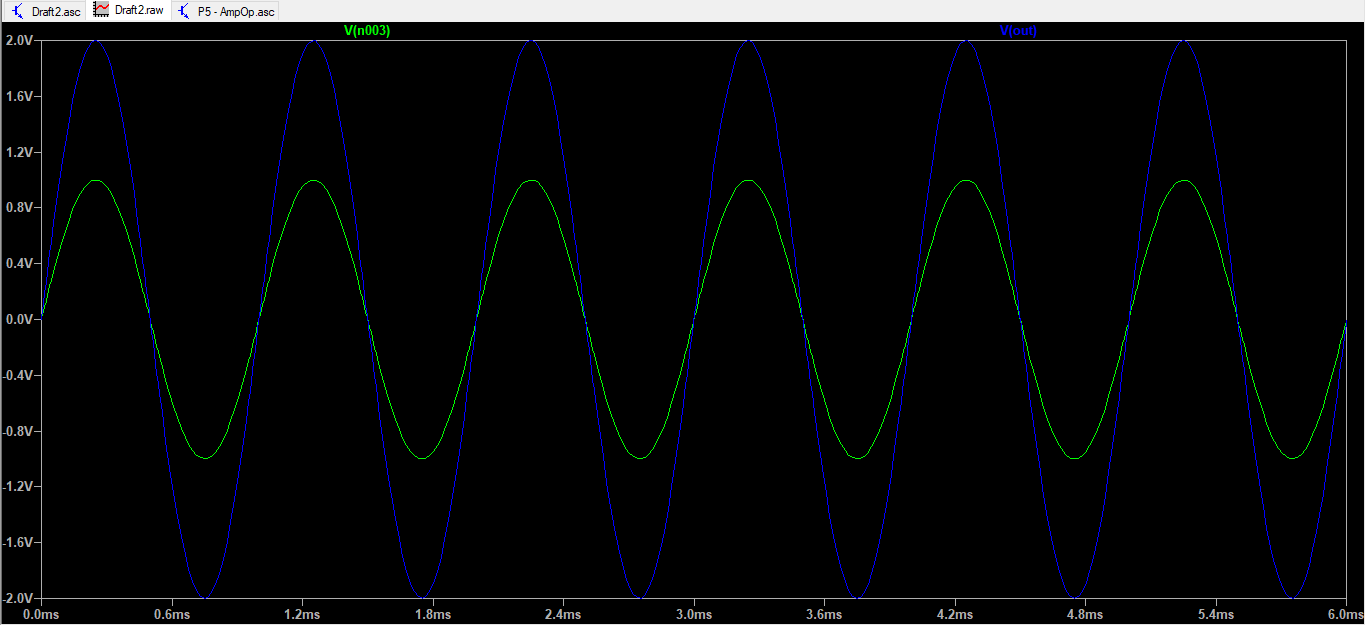 Draft2.asc Draft2.raw P5 - AmpOp.asc
V(n003) V(out)
2.0V
1.6V
1.2V
0.8V
0.4V
0.0V
-0.4V
-0.8V
-1.2V
-1.6V
-2.0V
0.0ms 0.6ms 1.2ms 1.8ms 2.4ms 3.0ms 3.6ms 4.2ms 4.8ms 5.4ms 6.0ms